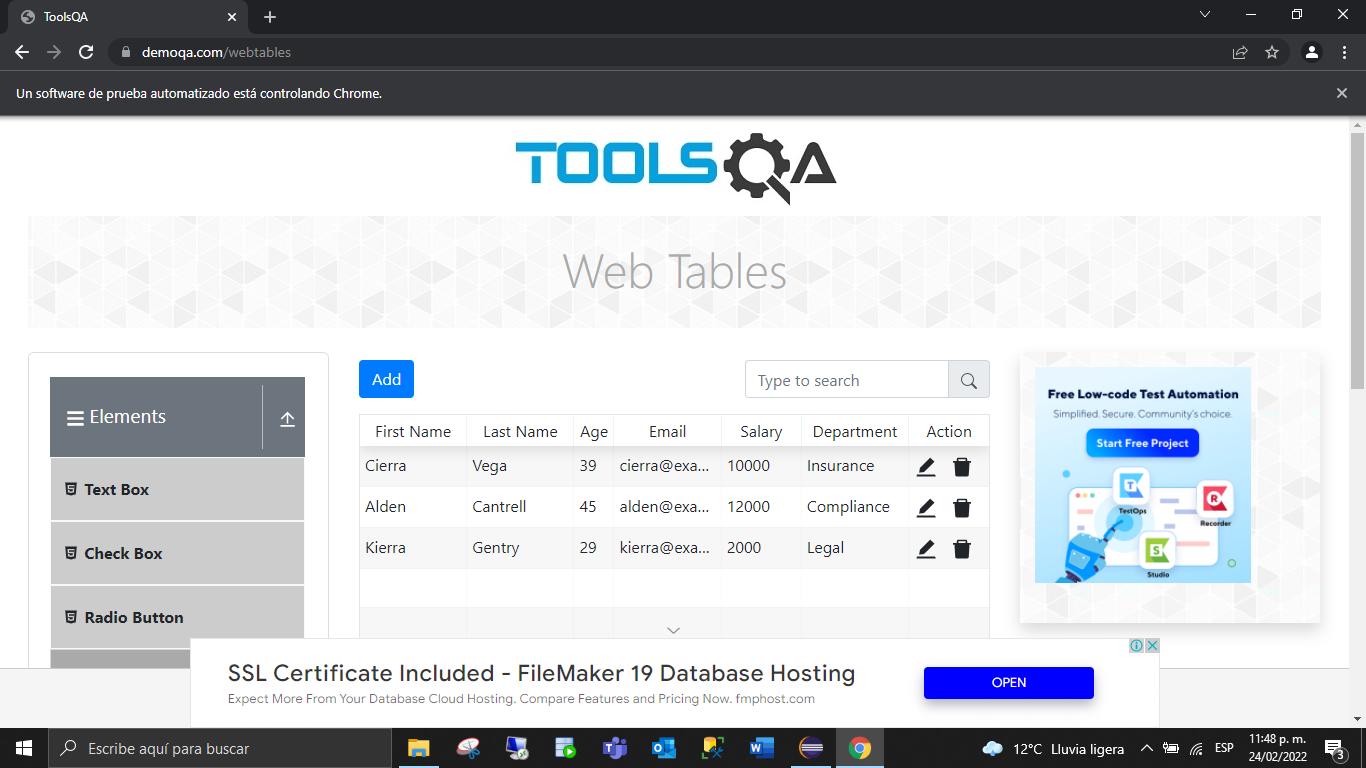 ToolsQA
demoqa.com/webtables
Un software de prueba automatizado está controlando Chrome.
TOOLSQA
Web Tables
Elements
Text Box
Check Box
Radio Button
Add
Type to search
First Name Last Name Age Email Salary Department Action
Cierra Vega 39 cierra@exa... 10000 Insurance
Alden Cantrell 45 alden@exa... 12000 Compliance
Kierra Gentry 29 kierra@exa... 2000 Legal
Free Low-code Test Automation
Simplified. Secure. Community's choice.
Start Free Project
TestOps
Recorder
Studio
SSL Certificate Included - FileMaker 19 Database Hosting
Expect More From Your Database Cloud Hosting. Compare Features and Pricing Now. fmphost.com
OPEN
Escribe aquí para buscar
12°C Lluvia ligera
ESP
11:48 p. m.
24/02/2022
3